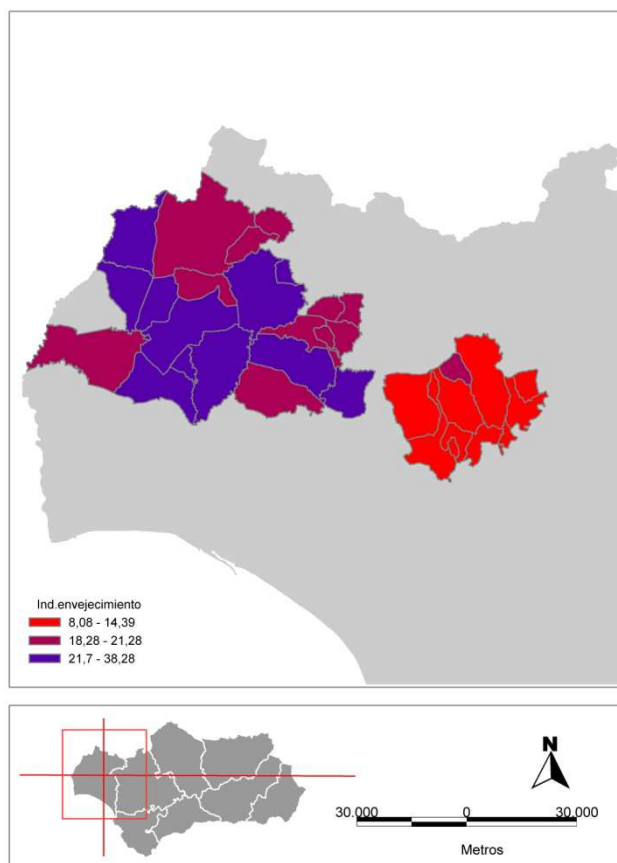 Ind.envejecimiento
8,08 - 14,39
18,28 - 21,28
21,7 - 38,28
N
30.000 0 30.000
Metros